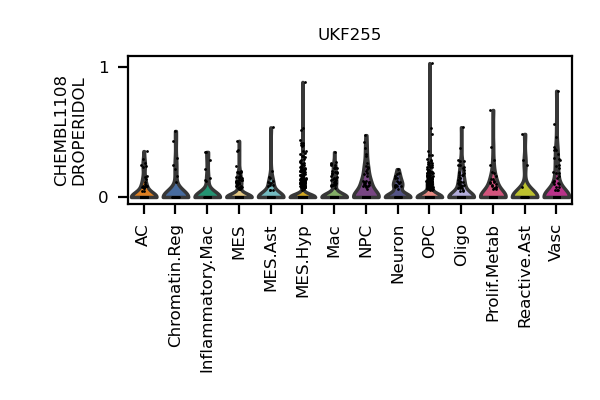 UKF255
CHEMBL1108
DROPERIDOL
1
0
AC
Chromatin.Reg
Inflammatory.Mac
MES
MES.Ast
MES.Hyp
Mac
NPC
Neuron
OPC
Oligo
Prolif.Metab
Reactive.Ast
Vasc